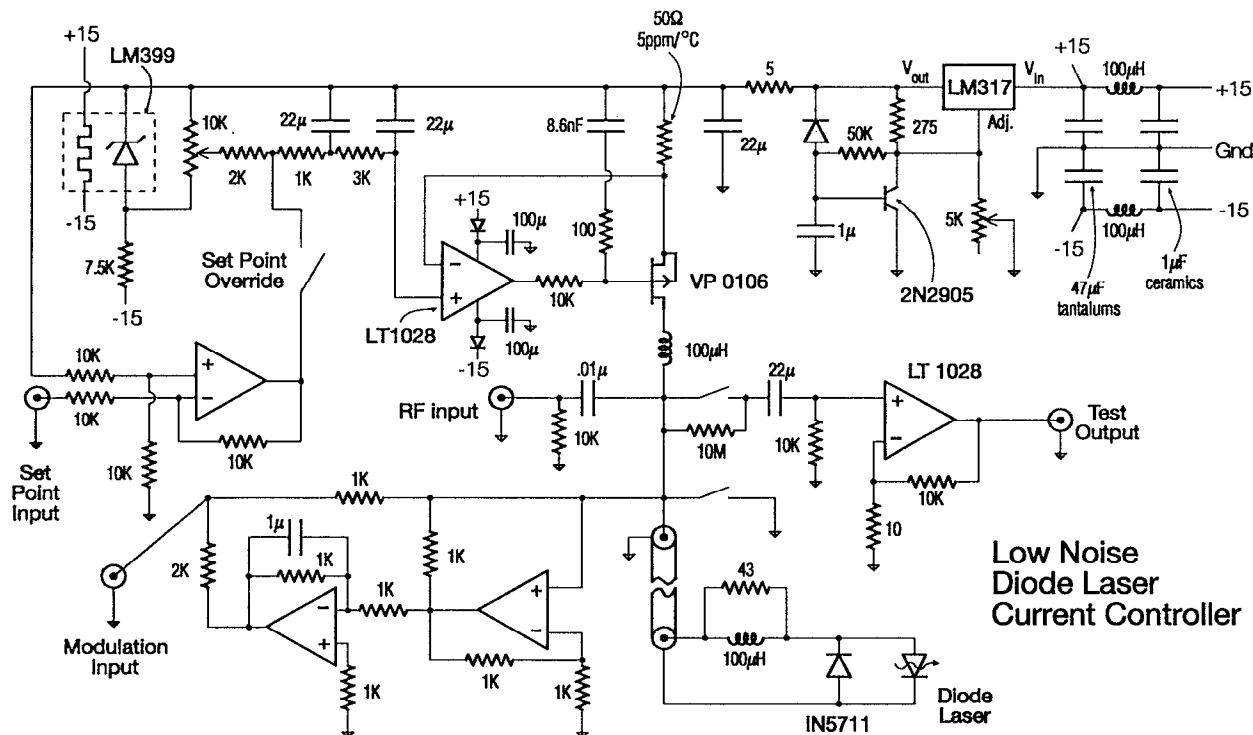 50Ω
5ppm/°C
+15
LM399
5
Vout
LM317
Vin
+15
100μH
+15
Adj.
10K
22μ
22μ
8.6nF
22μ
50K
275
Gnd
2K
1K
3K
-15
+15
100μ
100
1μ
5K
-15
-15
100μH
7.5K
Set Point
Override
-
+
10K
VP 0106
2N2905
47μF
tantalums
1μF
ceramics
-15
LT1028
100μ
-15
100μH
10K
+
-
10K
10K
.01μ
22μ
LT 1028
RF input
+
-
Test
Output
10K
10M
10K
Set
Point
Input
10K
1K
10K
10
1μ
1K
1K
2K
1K
+
-
-
+
Modulation
Input
1K
1K
1K
43
100μH
Low Noise
Diode Laser
Current Controller
IN5711
Diode
Laser